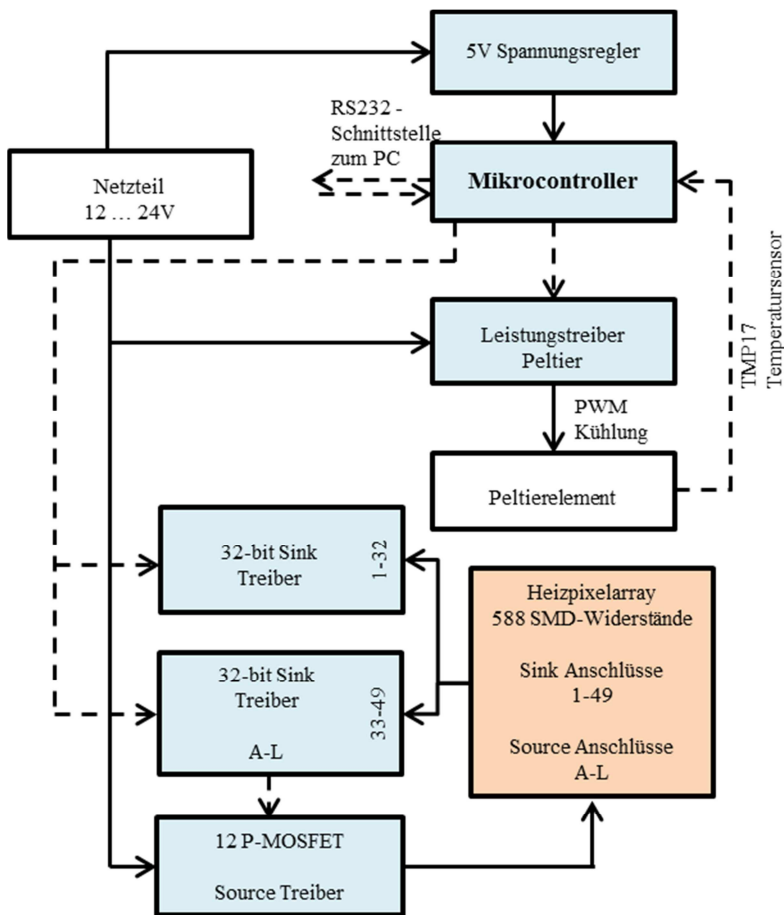 5V Spannungsregler
RS232 -
Schnittstelle
zum PC
Netzteil
12 ... 24V
Mikrocontroller
TMP17
Temperatursensor
Leistungstreiber
Peltier
PWM
Kühlung
Peltierelement
32-bit Sink
Treiber
1-32
Heizpixelarray
588 SMD-Widerstände
Sink Anschlüsse
1-49
Source Anschlüsse
A-L
32-bit Sink
Treiber
A-L
33-49
12 P-MOSFET
Source Treiber